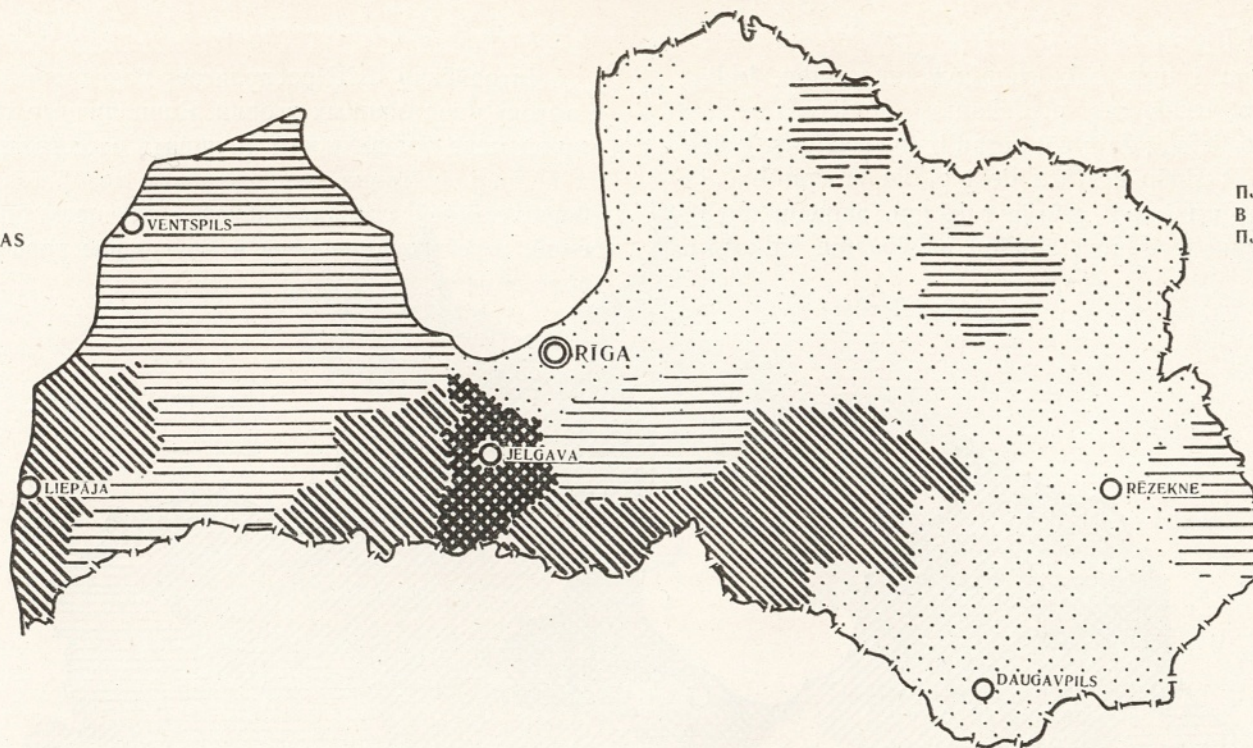 VENTSPILS
AS
RĪGA
JELGAVA
LIEPĀJA
RĒZEKNE
DAUGAVPILS